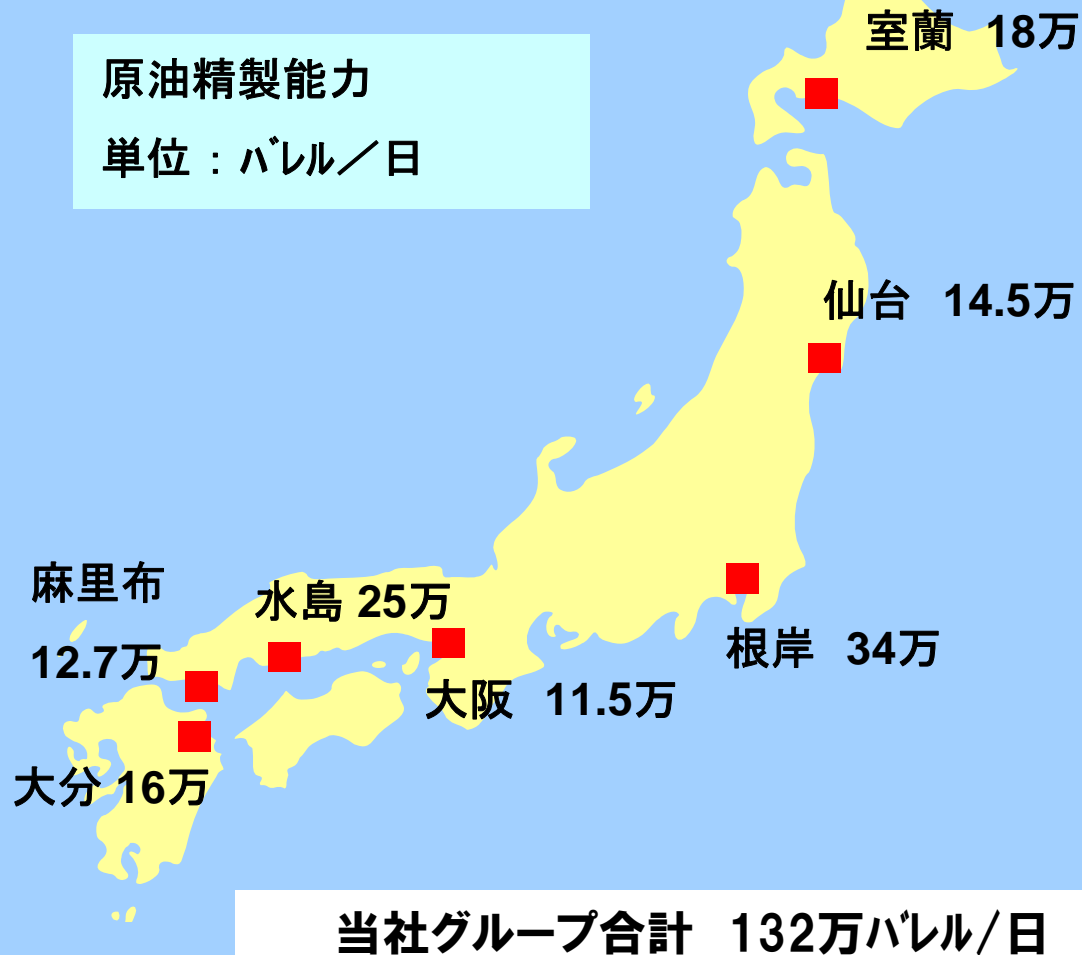 室蘭　18万
原油精製能力
単位：ﾊﾞﾚﾙ／日
仙台　14.5万
麻里布
12.7万
水島 25万
根岸　34万
大阪　11.5万
大分 16万
当社グループ合計　132万ﾊﾞﾚﾙ/日